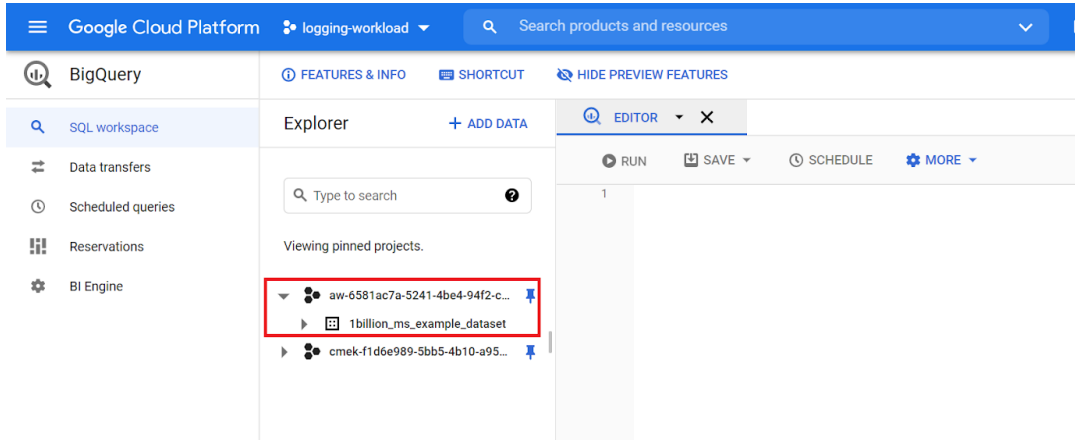 Google Cloud Platform logging-workload Search products and resources
BigQuery FEATURES & INFO SHORTCUT HIDE PREVIEW FEATURES
SQL workspace
Data transfers
Scheduled queries
Reservations
BI Engine
Explorer + ADD DATA
Type to search
Viewing pinned projects.
aw-6581ac7a-5241-4be4-94f2-c...
1billion_ms_example_dataset
cmek-f1d6e989-5bb5-4b10-a95...
EDITOR
RUN SAVE SCHEDULE MORE
1